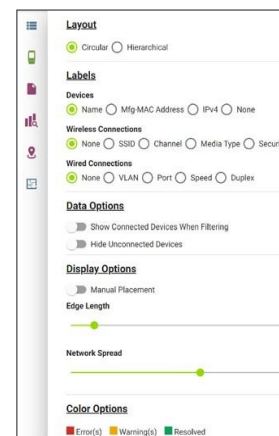 Layout
Circular Hierarchical
Labels
Devices
Name Mfg-MAC Address IPv4 None
Wireless Connections
None SSID Channel Media Type Securi
Wired Connections
None VLAN Port Speed Duplex
Data Options
Show Connected Devices When Filtering
Hide Unconnected Devices
Display Options
Manual Placement
Edge Length
Network Spread
Color Options
Error(s) Warning(s) Resolved